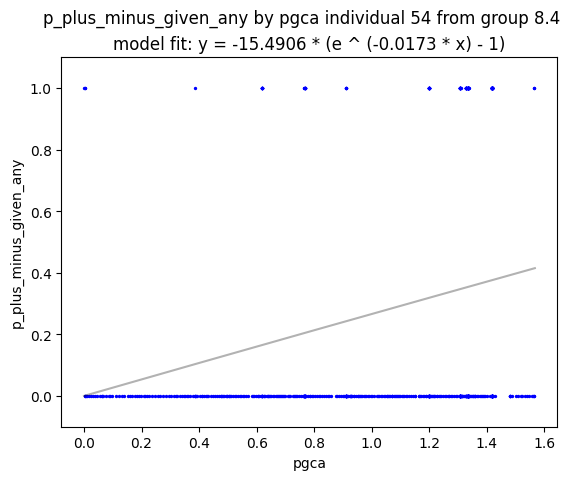 p_plus_minus_given_any by pgca individual 54 from group 8.4
model fit: y = -15.4906 * (e ^ (-0.0173 * x) - 1)
p_plus_minus_given_any
1.0
0.8
0.6
0.4
0.2
0.0
0.0 0.2 0.4 0.6 0.8 1.0 1.2 1.4 1.6
pgca